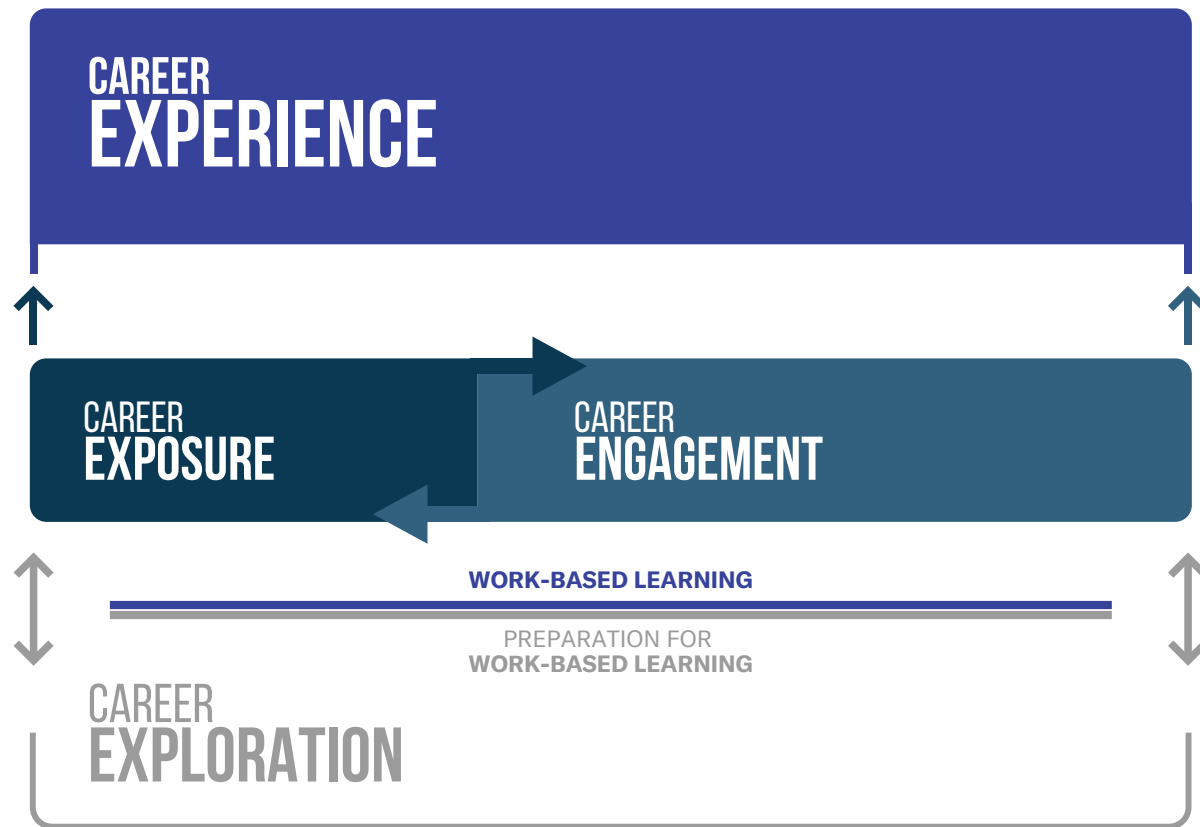 CAREER
EXPERIENCE
CAREER
EXPOSURE
CAREER
ENGAGEMENT
WORK-BASED LEARNING
PREPARATION FOR
WORK-BASED LEARNING
CAREER
EXPLORATION